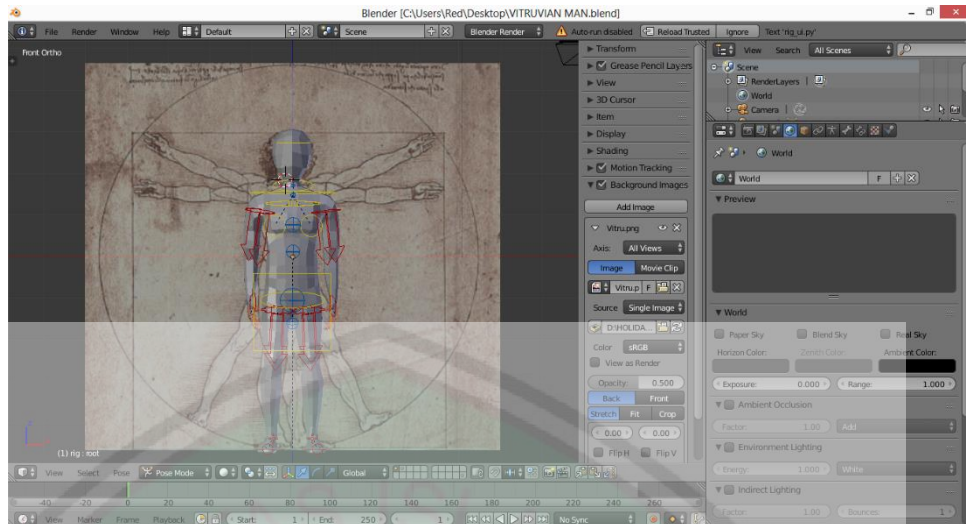 Blender [C:\Users\Red\Desktop\VITRUVIAN MAN.blend]
File Render Window Help Default Scene Blender Render Auto-run disabled Reload Trusted Ignore Text 'rig_ui.py'
Front Ortho
Transform
Grease Pencil Layers
View
3D Cursor
Item
Display
Shading
Motion Tracking
Background Images
Add Image
Vitru.png
Axis: All Views
Image Movie Clip
Vitru.p F
Source Single Image
D:\HOLIDA...
Color: sRGB
View as Render
Opacity: 0.500
Back Front
Stretch Fit Crop
0.00 0.00
Flip H Flip V
View Search All Scenes
Scene
RenderLayers
World
Camera
World
World F
Preview
World
Paper Sky Blend Sky Real Sky
Horizon Color: Zenith Color: Ambient Color:
Exposure: 0.000 Range: 1.000
Ambient Occlusion
Factor: 1.00 Add
Environment Lighting
Energy: 1.000 White
Indirect Lighting
Factor: 1.00 Bounces: 1
(1) rig : root
View Select Pose Pose Mode Global
-40 -20 0 20 40 60 80 100 120 140 160 180 200 220 240 260
View Marker Frame Playback Start: 1 End: 250 1 No Sync